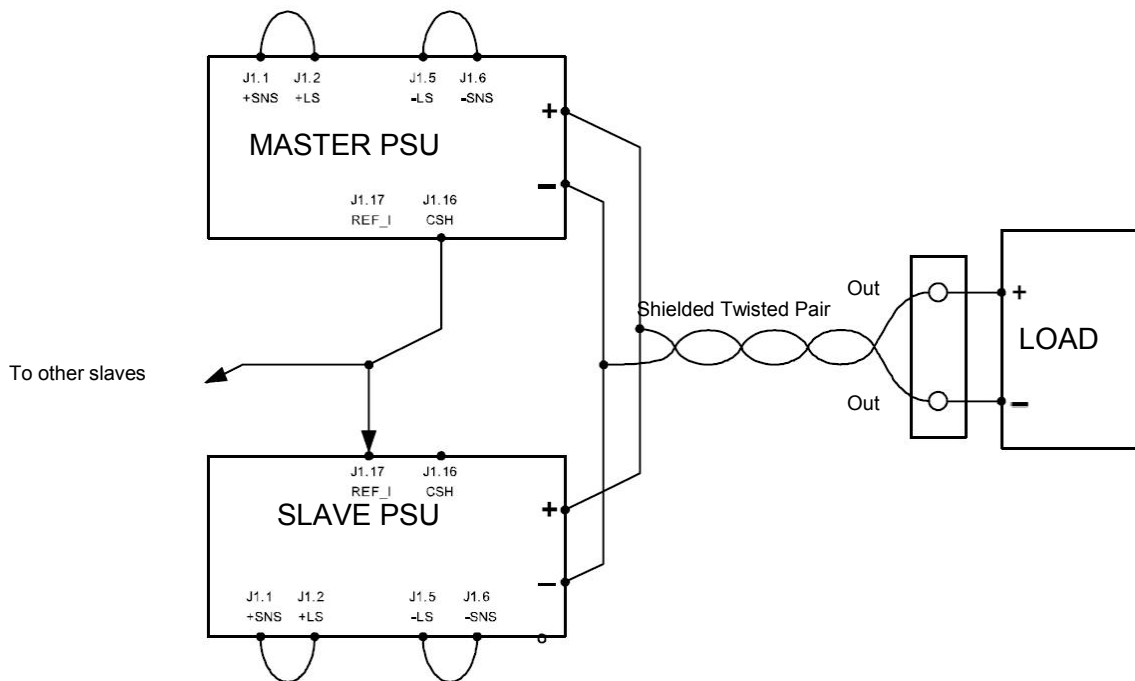 J1.1 J1.2 J1.5 J1.6
+SNS +LS -LS -SNS
+
MASTER PSU
–
J1.17 J1.16
REF_I CSH
Out
+
Shielded Twisted Pair
LOAD
To other slaves
Out
–
J1.17 J1.16
REF_I CSH
SLAVE PSU
+
–
J1.1 J1.2 J1.5 J1.6
+SNS +LS -LS -SNS